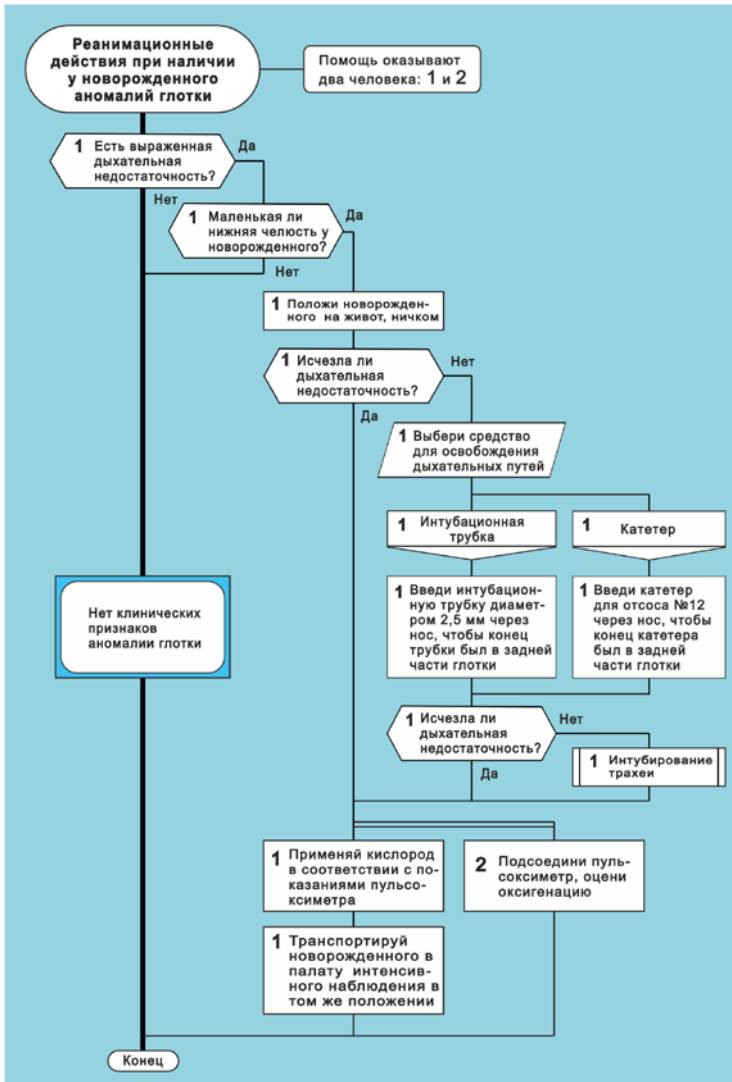 Реанимационные
действия при наличии
у новорожденного
аномалий глотки
Помощь оказывают
два человека: 1 и 2
1 Есть выраженная
дыхательная
недостаточность?
Да
Нет
1 Маленькая ли
нижняя челюсть у
новорожденного?
Да
Нет
1 Положи новорожден-
ного на живот, ничком
1 Исчезла ли
дыхательная
недостаточность?
Нет
Да
1 Выбери средство
для освобождения
дыхательных путей
1 Интубационная
трубка
1 Катетер
1 Введи интубацион-
ную трубку диамет-
ром 2,5 мм через
нос, чтобы конец
трубки был в задней
части глотки
1 Введи катетер
для отсоса №12
через нос, чтобы
конец катетера
был в задней
части глотки
Нет клинических
признаков
аномалии глотки
1 Исчезла ли
дыхательная
недостаточность?
Нет
Да
1 Интубирование
трахеи
1 Применяй кислород
в соответствии с по-
казаниями пульсо-
ксиметра
2 Подсоедини пуль-
соксиметр, оцени
оксигенацию
1 Транспортируй
новорожденного в
палату интенсив-
ного наблюдения в
том же положении
Конец